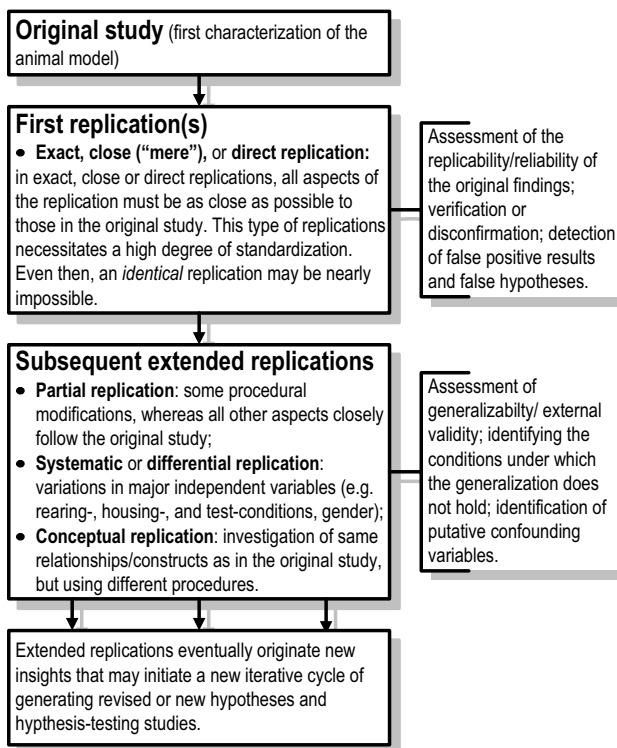 Original study (first characterization of the
animal model)
First replication(s)
• Exact, close (“mere”), or direct replication:
in exact, close or direct replications, all aspects of
the replication must be as close as possible to
those in the original study. This type of replications
necessitates a high degree of standardization.
Even then, an identical replication may be nearly
impossible.
Assessment of the
replicability/reliability of
the original findings;
verification or
disconfirmation; detection
of false positive results
and false hypotheses.
Subsequent extended replications
• Partial replication: some procedural
modifications, whereas all other aspects closely
follow the original study;
• Systematic or differential replication:
variations in major independent variables (e.g.
rearing-, housing-, and test-conditions, gender);
• Conceptual replication: investigation of same
relationships/constructs as in the original study,
but using different procedures.
Assessment of
generalizabilty/ external
validity; identifying the
conditions under which
the generalization does
not hold; identification of
putative confounding
variables.
Extended replications eventually originate new
insights that may initiate a new iterative cycle of
generating revised or new hypotheses and
hypthesis-testing studies.